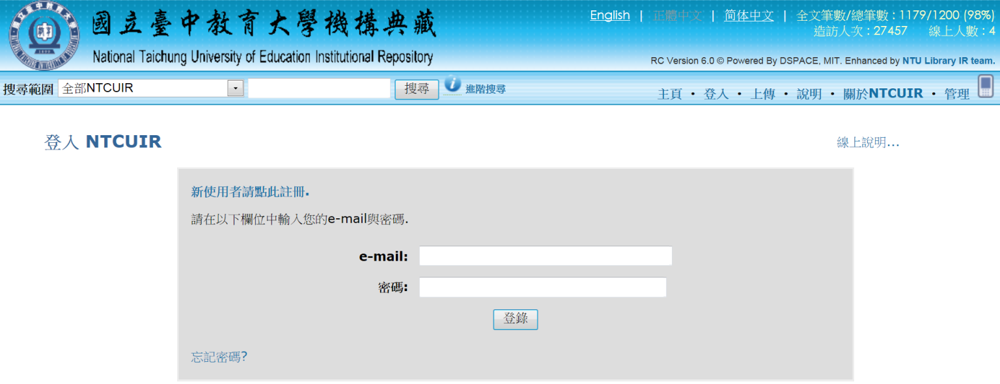 國立臺中教育大學機構典藏
National Taichung University of Education Institutional Repository
English | 正體中文 | 简体中文 | 全文筆數/總筆數 : 1179/1200 (98%)
造訪人次 : 27457 線上人數 : 4
RC Version 6.0 © Powered By DSPACE, MIT. Enhanced by NTU Library IR team.
搜尋範圍 全部NTCUIR 搜尋 i 進階搜尋
主頁 · 登入 · 上傳 · 說明 · 關於NTCUIR · 管理
登入 NTCUIR
線上說明...
新使用者請點此註冊.
請在以下欄位中輸入您的e-mail與密碼.
e-mail:
密碼:
登錄
忘記密碼?